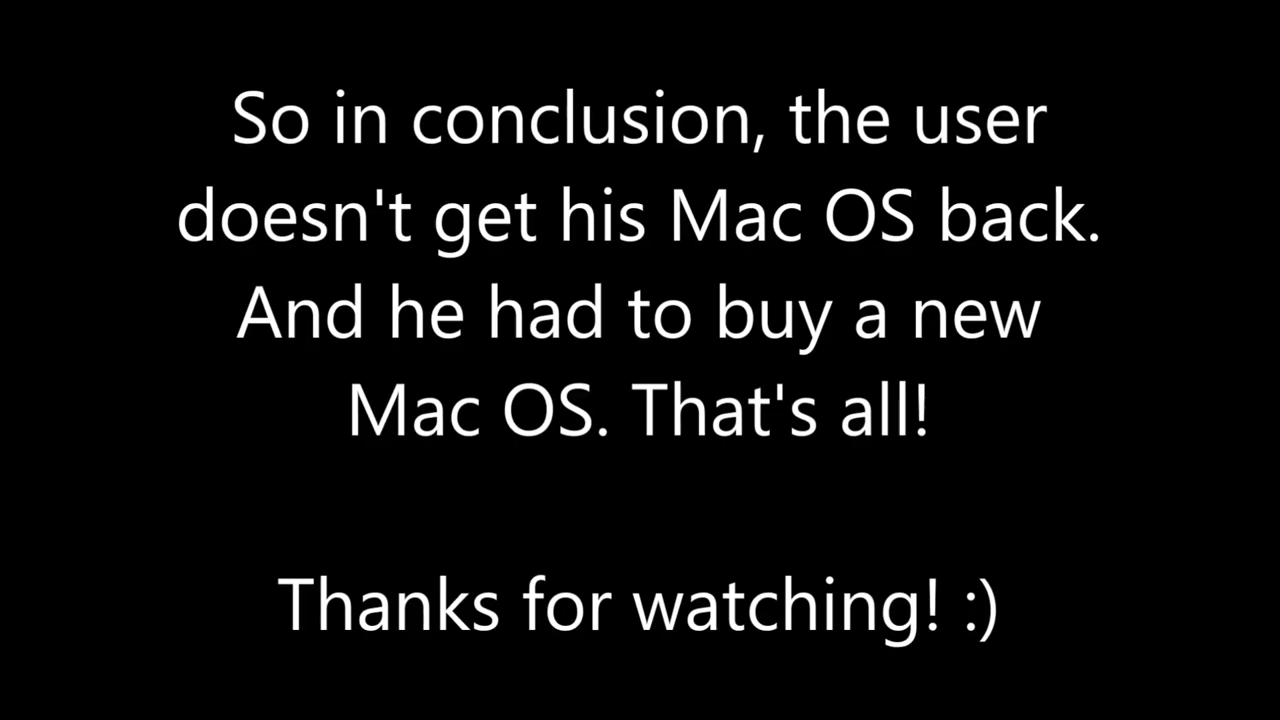 So in conclusion, the user
doesn't get his Mac OS back.
And he had to buy a new
Mac OS. That's all!
Thanks for watching! :)